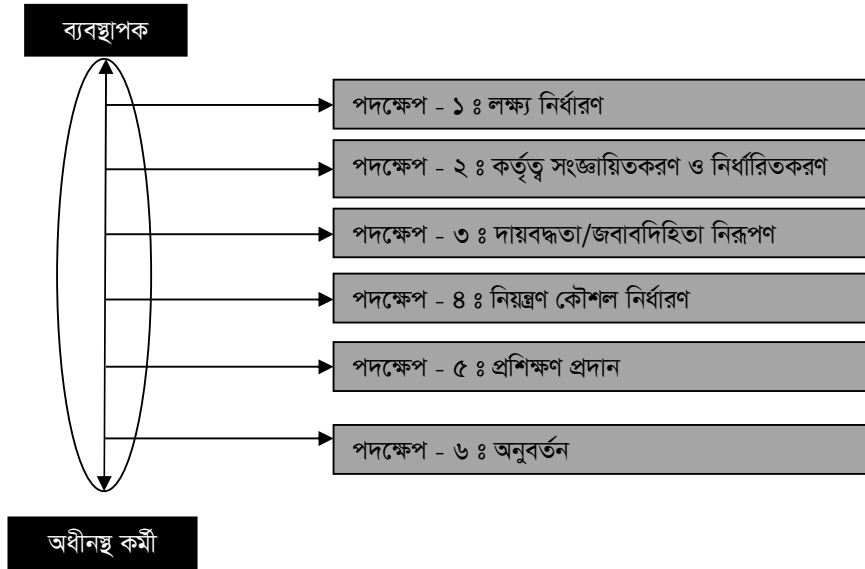 ব্যবস্থাপক
পদক্ষেপ - ১ ঃ লক্ষ্য নির্ধারণ
পদক্ষেপ - ২ ঃ কর্তৃত্ব সংজ্ঞায়িতকরণ ও নির্ধারিতকরণ
পদক্ষেপ - ৩ ঃ দায়বদ্ধতা/জবাবদিহিতা নিরূপণ
পদক্ষেপ - ৪ ঃ নিয়ন্ত্রণ কৌশল নির্ধারণ
পদক্ষেপ - ৫ ঃ প্রশিক্ষণ প্রদান
পদক্ষেপ - ৬ ঃ অনুবর্তন
অধীনস্থ কর্মী